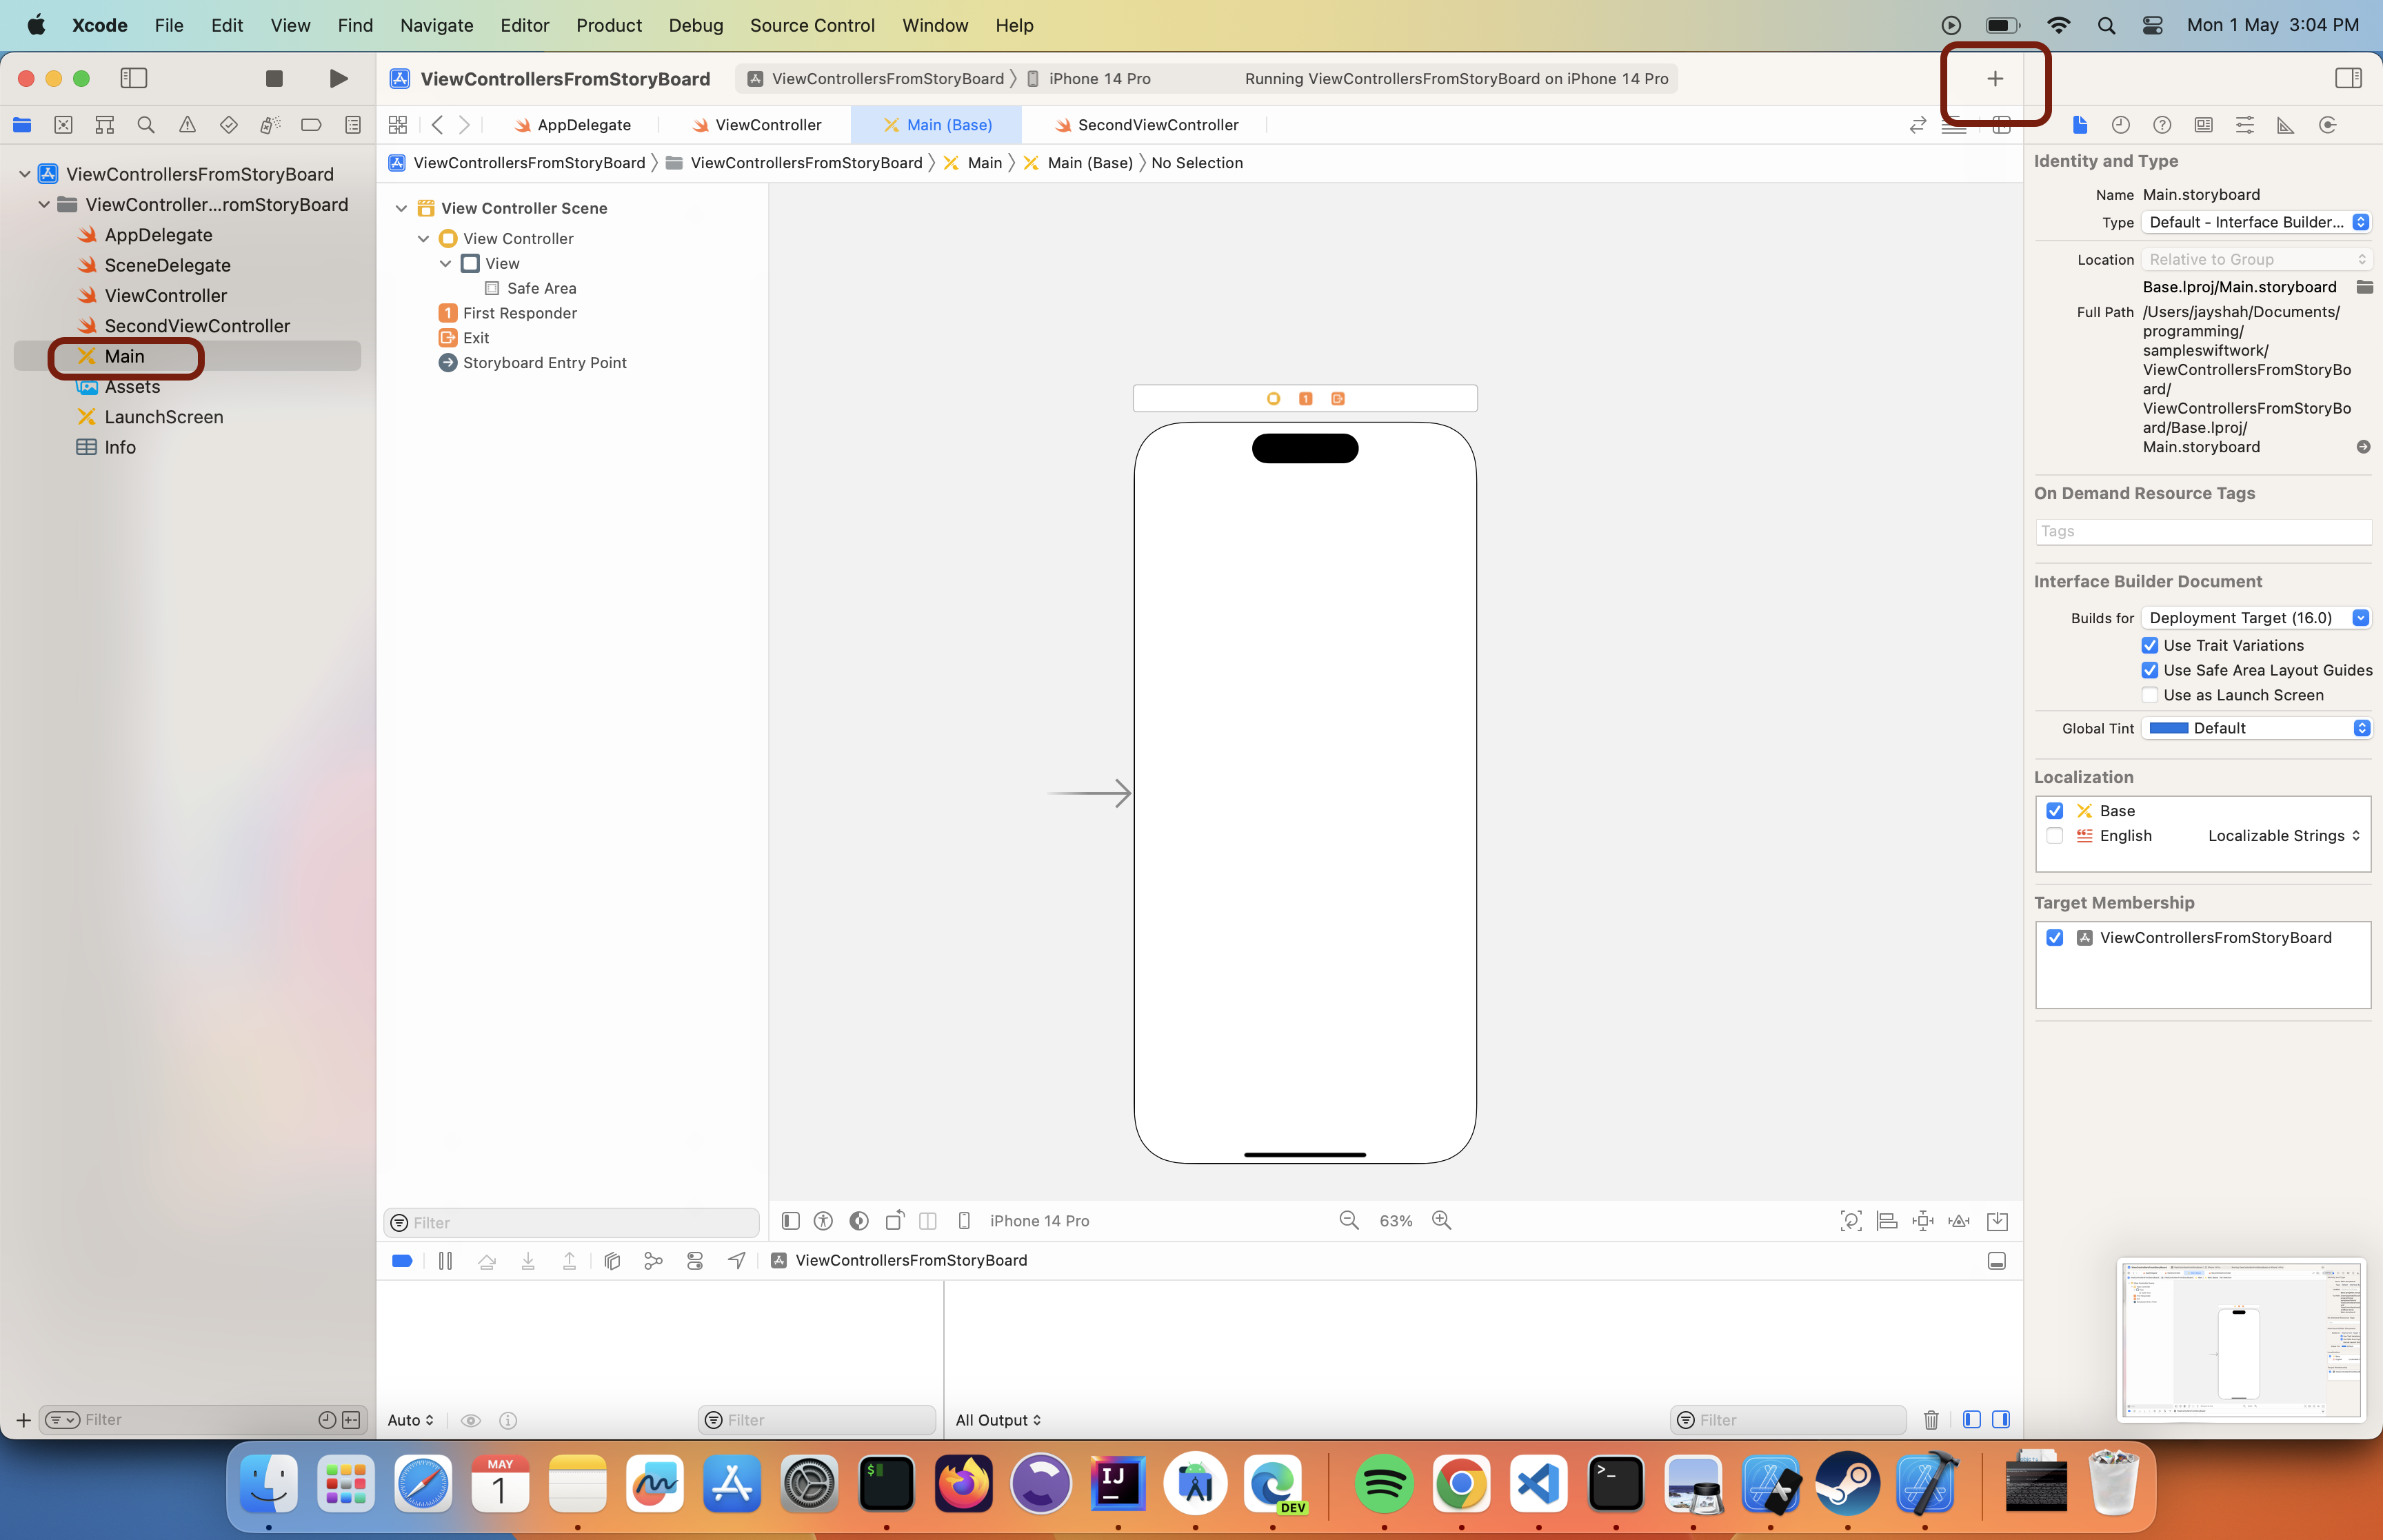 Xcode File Edit View Find Navigate Editor Product Debug Source Control Window Help Mon 1 May 3:04 PM
ViewControllersFromStoryBoard ViewControllersFromStoryBoard iPhone 14 Pro Running ViewControllersFromStoryBoard on iPhone 14 Pro
AppDelegate ViewController Main (Base) SecondViewController
ViewControllersFromStoryBoard ViewControllersFromStoryBoard Main Main (Base) No Selection
ViewControllersFromStoryBoard
ViewController...romStoryBoard
AppDelegate
SceneDelegate
ViewController
SecondViewController
Main
Assets
LaunchScreen
Info
View Controller Scene
View Controller
View
Safe Area
1 First Responder
Exit
Storyboard Entry Point
1
Identity and Type
Name Main.storyboard
Type Default - Interface Builder...
Location Relative to Group
Base.lproj/Main.storyboard
Full Path /Users/jayshah/Documents/
programming/
sampleswiftwork/
ViewControllersFromStoryBo
ard/
ViewControllersFromStoryBo
ard/Base.lproj/
Main.storyboard
On Demand Resource Tags
Tags
Interface Builder Document
Builds for Deployment Target (16.0)
Use Trait Variations
Use Safe Area Layout Guides
Use as Launch Screen
Global Tint Default
Localization
Base
English Localizable Strings
Target Membership
ViewControllersFromStoryBoard
Filter
iPhone 14 Pro 63%
ViewControllersFromStoryBoard
Filter
Auto Filter All Output Filter
MAY
1
$
IJ
DEV
>_